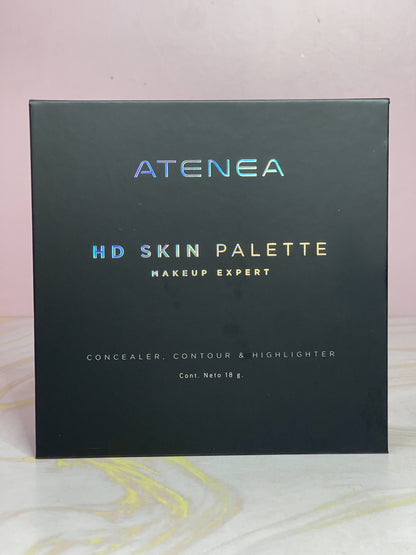 ATENEA
HD SKIN PALETTE
MAKEUP EXPERT
CONCEALER, CONTOUR & HIGHLIGHTER
Cont. Neto 18 g.